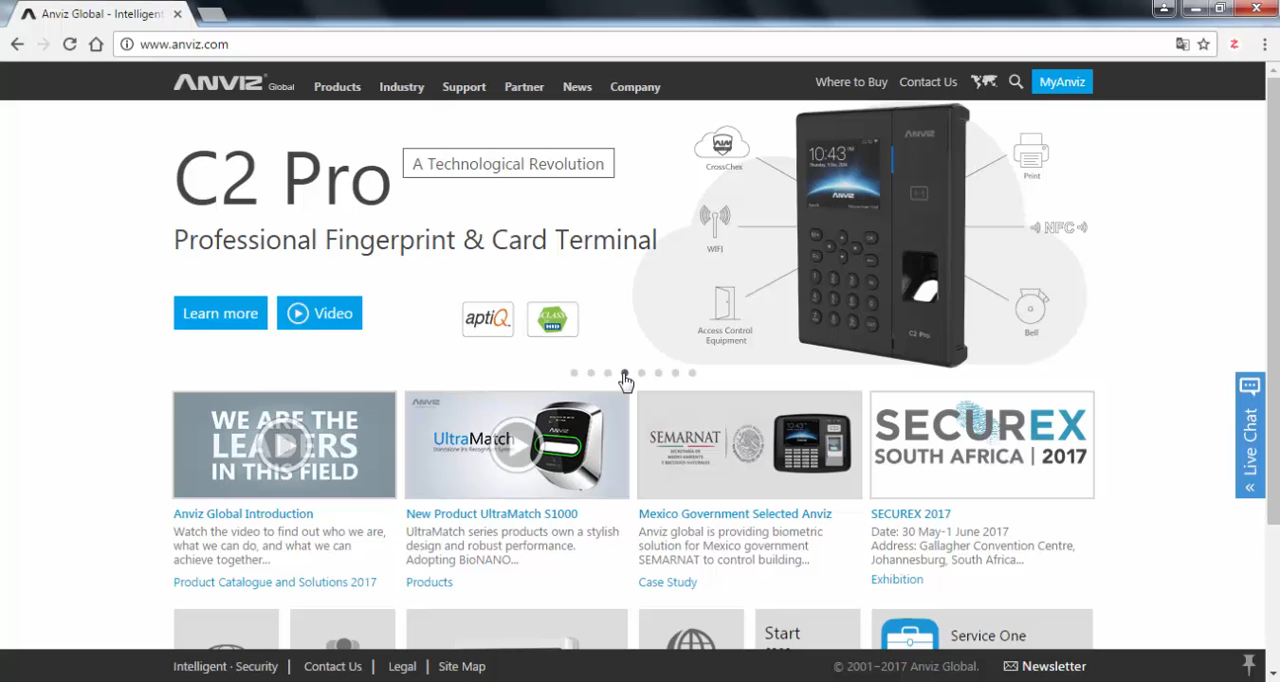 Anviz Global - Intelligent
www.anviz.com
ANVIZ Global
Products Industry Support Partner News Company
Where to Buy Contact Us MyAnviz
C2 Pro
A Technological Revolution
Professional Fingerprint & Card Terminal
Learn more
Video
aptiQ
CLASS
HID
CrossChex
WIFI
Access Control
Equipment
Print
NFC
Bell
ANVIZ
10:43
ANVIZ
C2 Pro
WE ARE THE
LEADERS
IN THIS FIELD
Anviz Global Introduction
Watch the video to find out who we are,
what we can do, and what we can
achieve together...
Product Catalogue and Solutions 2017
ANVIZ
UltraMatch
New Product UltraMatch S1000
UltraMatch series products own a stylish
design and robust performance.
Adopting BioNANO...
Products
SEMARNAT
Mexico Government Selected Anviz
Anviz global is providing biometric
solution for Mexico government
SEMARNAT to control building...
Case Study
SECUREX
SOUTH AFRICA | 2017
SECUREX 2017
Date: 30 May-1 June 2017
Address: Gallagher Convention Centre,
Johannesburg, South Africa...
Exhibition
« Live Chat
Start
Service One
Intelligent · Security | Contact Us | Legal | Site Map
© 2001-2017 Anviz Global. | Newsletter